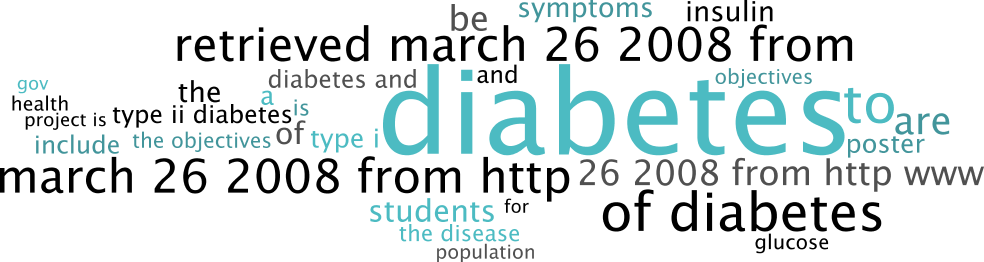 be
symptoms
insulin
retrieved march 26 2008 from
gov
diabetes and
and
objectives
health
the
a
diabetes
to
project is
type ii diabetes
is
are
include
the objectives
of
type i
poster
march 26 2008 from http
26 2008 from http www
students
for
of diabetes
the disease
glucose
population